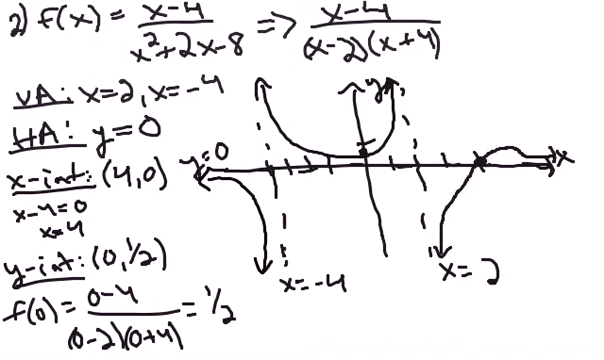 2) f(x) = x-4 / x²+2x-8 => x-4 / (x-2)(x+4)
VA: x=2, x=-4
HA: y=0
x-int: (4,0)
x-4=0
x=4
y-int: (0, 1/2)
f(0) = 0-4 / (0-2)(0+4) = 1/2
y
y=0
x
x=-4
x=2